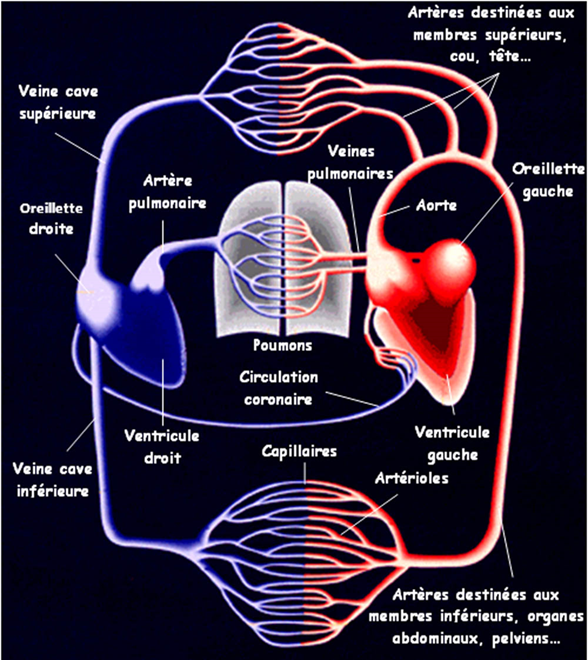 Artères destinées aux
membres supérieurs,
cou, tête...
Veine cave
supérieure
Veines
pulmonaires
Artère
pulmonaire
Oreillette
gauche
Oreillette
droite
Aorte
Poumons
Circulation
coronaire
Ventricule
droit
Ventricule
gauche
Capillaires
Artérioles
Veine cave
inférieure
Artères destinées aux
membres inférieurs, organes
abdominaux, pelviens...